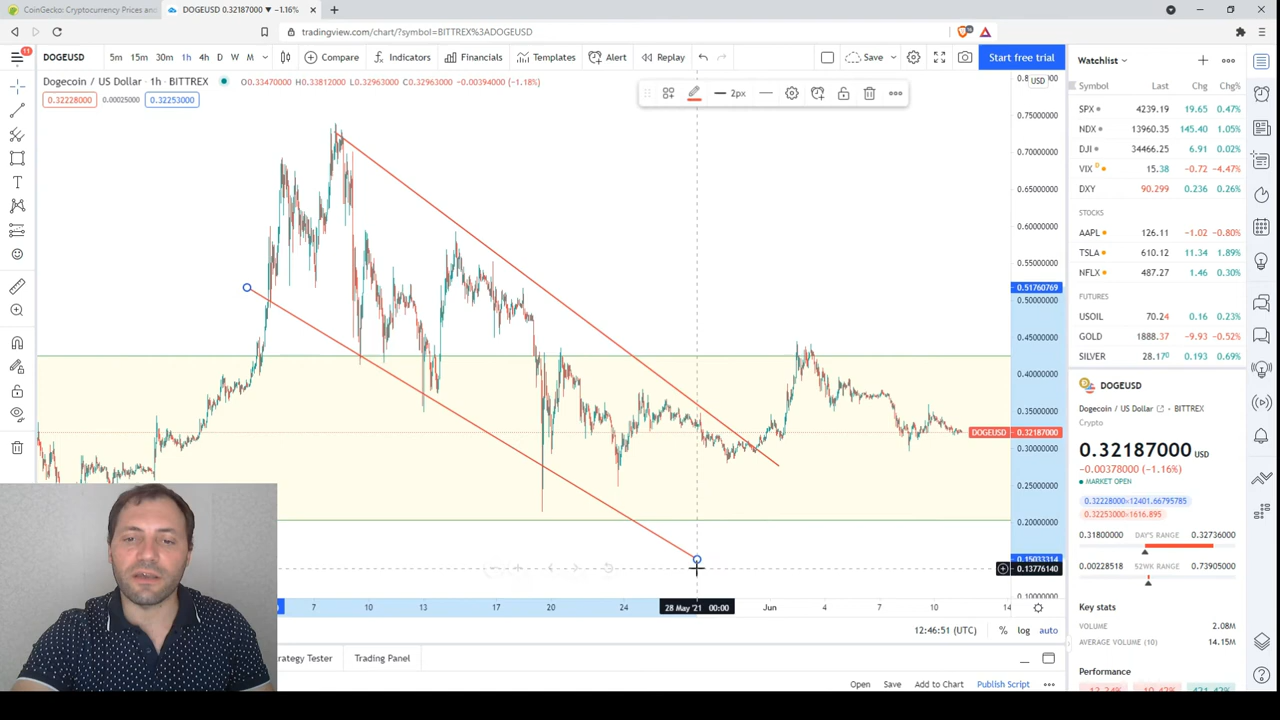 CoinGecko: Cryptocurrency Prices and
DOGEUSD 0.32187000 ▼ −1.16%
tradingview.com/chart/?symbol=BITTREX%3ADOGEUSD
11
DOGEUSD 5m 15m 30m 1h 4h D W M Compare Indicators Financials Templates Alert Replay Save Start free trial
Dogecoin / US Dollar · 1h · BITTREX O0.33470000 H0.33812000 L0.32963000 C0.32963000 −0.00394000 (−1.18%)
0.32228000 0.00025000 0.32253000
2px
USD
0.75000000
0.70000000
0.65000000
0.60000000
0.55000000
0.51760769
0.50000000
0.45000000
0.40000000
0.35000000
DOGEUSD 0.32187000
0.30000000
0.25000000
0.20000000
0.15033314
0.13776140
0.10000000
7 10 13 17 20 24 28 May '21 00:00 Jun 4 7 10 14
12:46:51 (UTC) % log auto
rategy Tester Trading Panel
Open Save Add to Chart Publish Script
Watchlist
Symbol Last Chg Chg%
SPX 4239.19 19.65 0.47%
NDX 13960.35 145.40 1.05%
DJI 34466.25 6.91 0.02%
VIX D 15.38 −0.72 −4.47%
DXY 90.299 0.236 0.26%
STOCKS
AAPL 126.11 −1.02 −0.80%
TSLA 610.12 11.34 1.89%
NFLX 487.27 1.46 0.30%
FUTURES
USOIL 70.24 0.16 0.23%
GOLD 1888.37 −9.93 −0.52%
SILVER 28.170 0.193 0.69%
DOGEUSD
Dogecoin / US Dollar · BITTREX
Crypto
0.32187000 USD
−0.00378000 (−1.16%)
MARKET OPEN
0.32228000×12401.66795785
0.32253000×1616.895
0.31800000 DAY'S RANGE 0.32736000
0.00228518 52WK RANGE 0.73905000
Key stats
VOLUME 2.08M
AVERAGE VOLUME (10) 14.15M
Performance